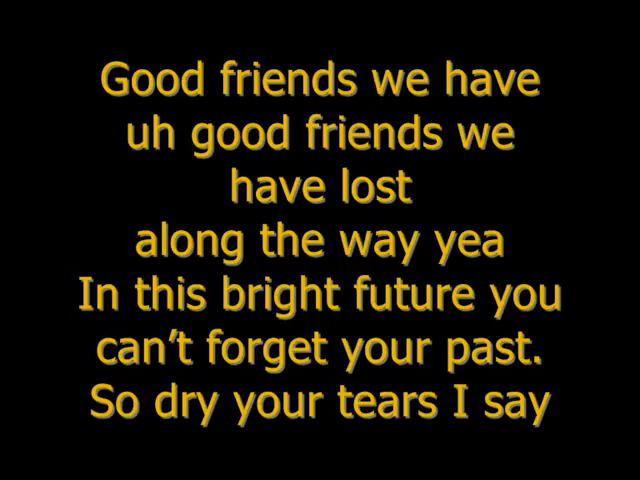 Good friends we have
uh good friends we
have lost
along the way yea
In this bright future you
can’t forget your past.
So dry your tears I say